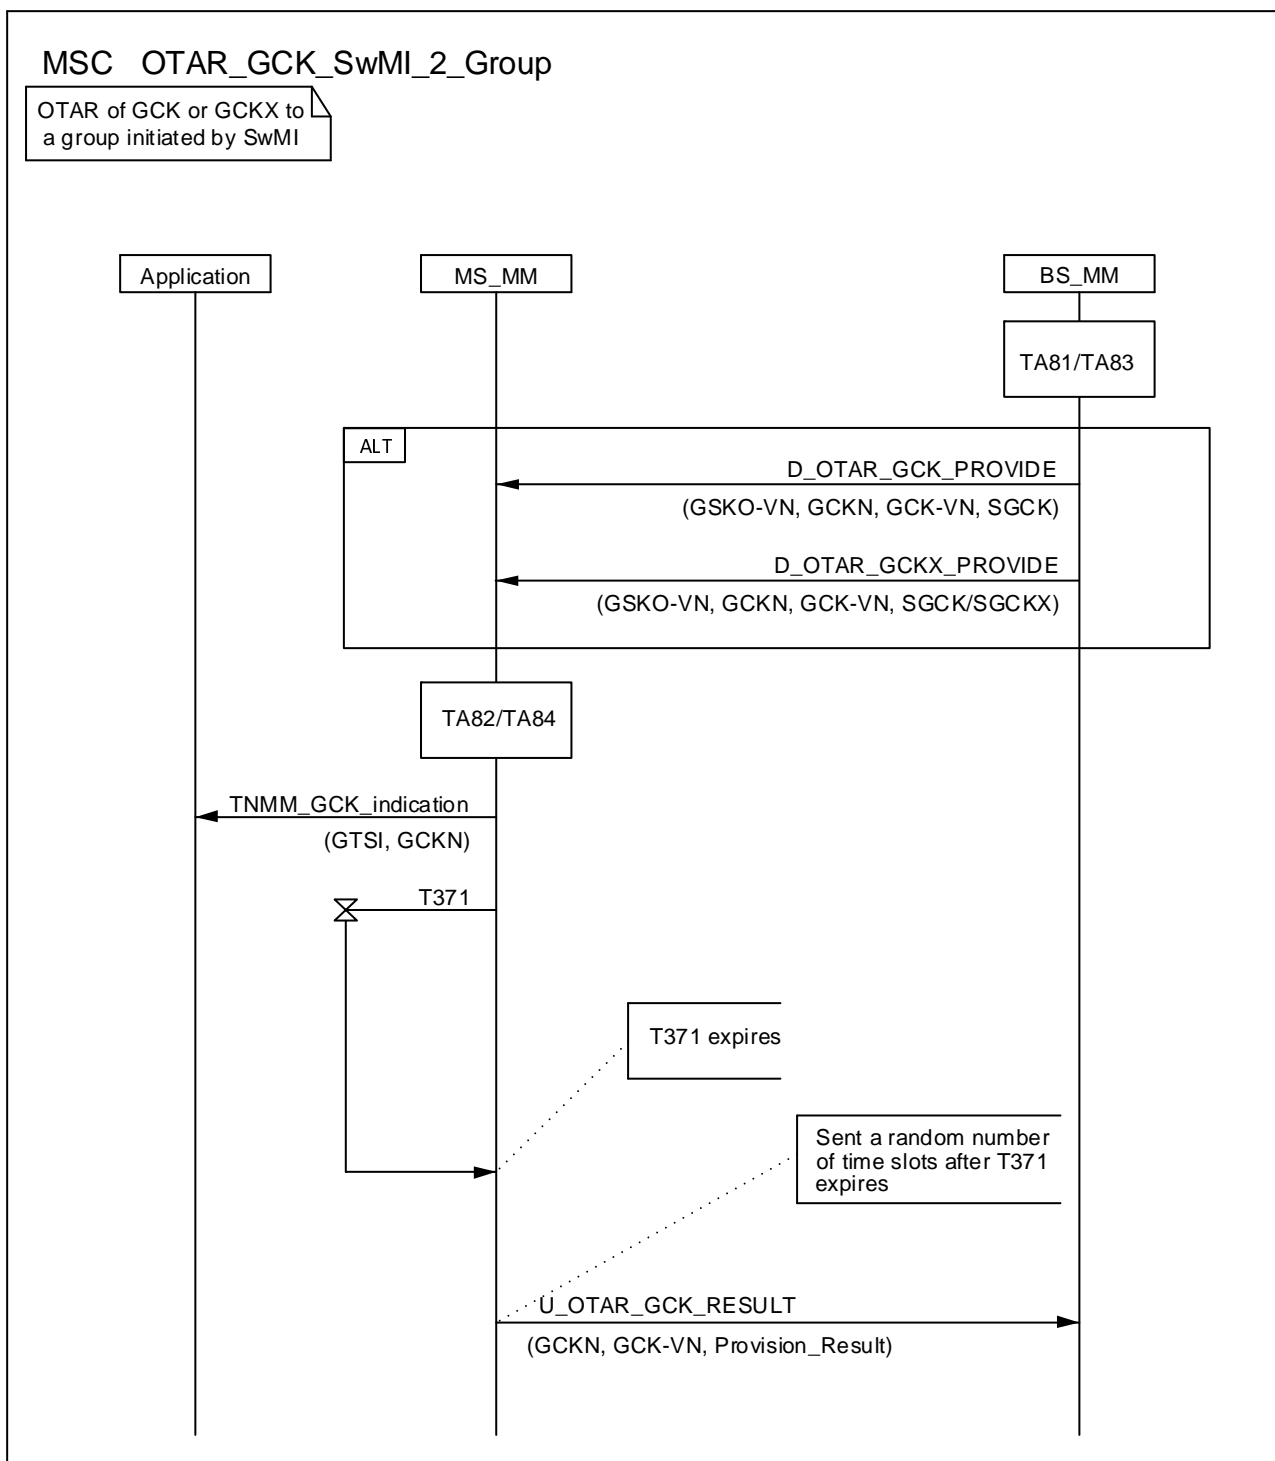 MSC OTAR_GCK_SwMI_2_Group
OTAR of GCK or GCKX to
a group initiated by SwMI
Application
MS_MM
BS_MM
TA81/TA83
ALT
D_OTAR_GCK_PROVIDE
(GSKO-VN, GCKN, GCK-VN, SGCK)
D_OTAR_GCKX_PROVIDE
(GSKO-VN, GCKN, GCK-VN, SGCK/SGCKX)
TA82/TA84
TNMM_GCK_indication
(GTSI, GCKN)
T371
T371 expires
Sent a random number
of time slots after T371
expires
U_OTAR_GCK_RESULT
(GCKN, GCK-VN, Provision_Result)